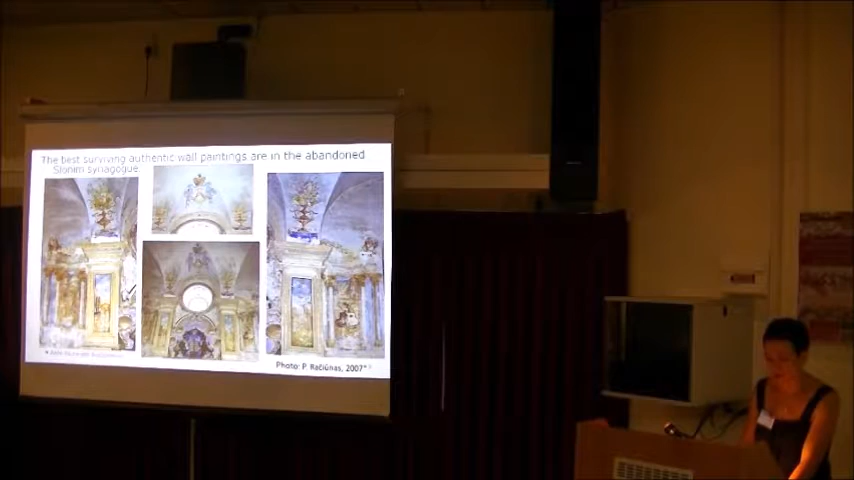 The best surviving authentic wall paintings are in the abandoned
Slonim synagogue.
Photo: P. Račiūnas, 2007